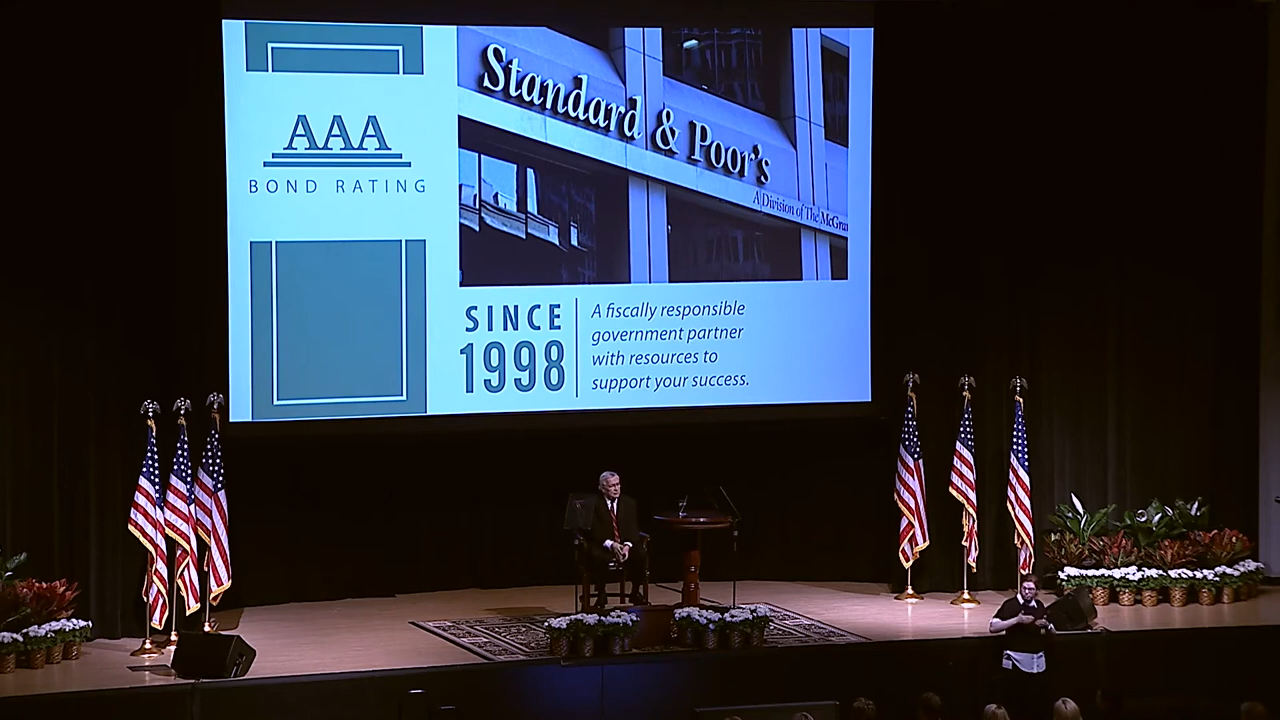 AAA
BOND RATING
Standard & Poor's
A Division of The McGra
SINCE
1998
A fiscally responsible
government partner
with resources to
support your success.